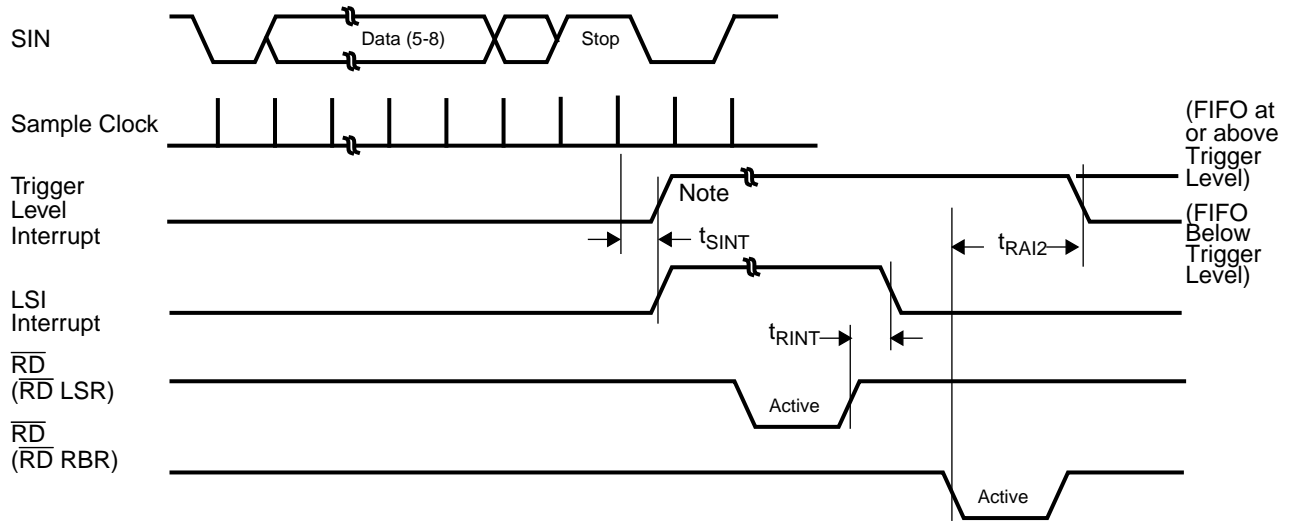 SIN
Data (5-8)
Stop
Sample Clock
(FIFO at
or above
Trigger
Level)
Trigger
Level
Interrupt
Note
tSINT
tRAI2
(FIFO
Below
Trigger
Level)
LSI
Interrupt
tRINT
RD
(RD LSR)
Active
RD
(RD RBR)
Active